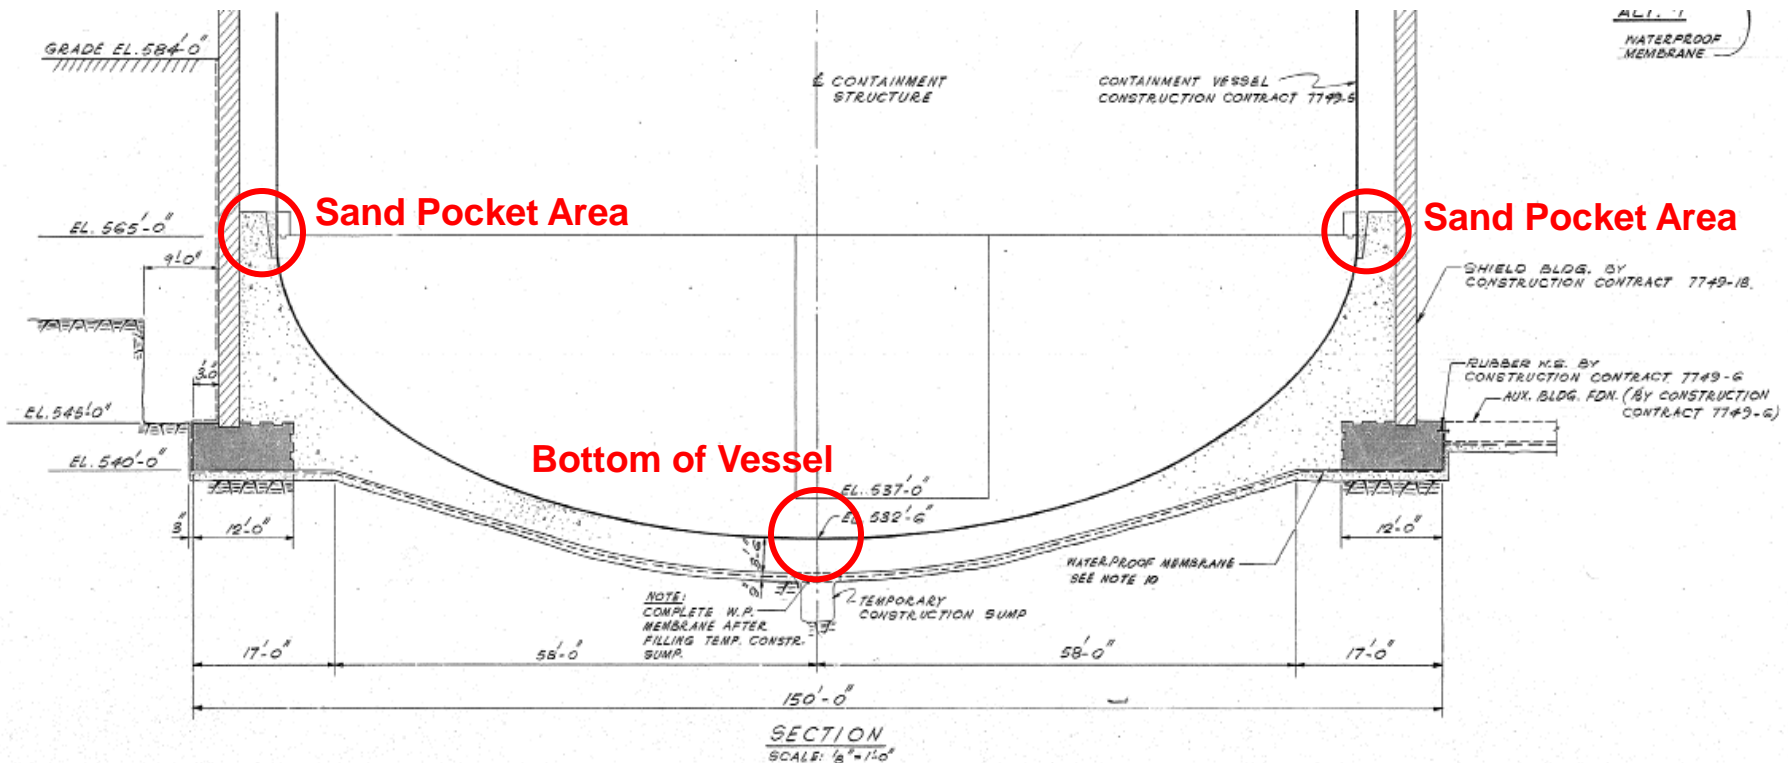 ALT. 1
WATERPROOF
MEMBRANE
GRADE EL. 584'-0"
℄ CONTAINMENT
STRUCTURE
CONTAINMENT VESSEL
CONSTRUCTION CONTRACT 7749-5
Sand Pocket Area
Sand Pocket Area
EL. 565'-0"
9'-0"
SHIELD BLDG. BY
CONSTRUCTION CONTRACT 7749-18.
3'-0"
RUBBER W.S. BY
CONSTRUCTION CONTRACT 7749-6
AUX. BLDG. FDN. (BY CONSTRUCTION
CONTRACT 7749-6)
EL. 545'-0"
EL. 540'-0"
Bottom of Vessel
EL. 537'-0"
EL. 532'-6"
3"
12'-0"
12'-0"
6"
WATERPROOF MEMBRANE
SEE NOTE 10
NOTE:
COMPLETE W.P.
MEMBRANE AFTER
FILLING TEMP. CONSTR.
SUMP.
TEMPORARY
CONSTRUCTION SUMP
17'-0"
58'-0"
58'-0"
17'-0"
150'-0"
SECTION
SCALE: 1/8"=1'-0"